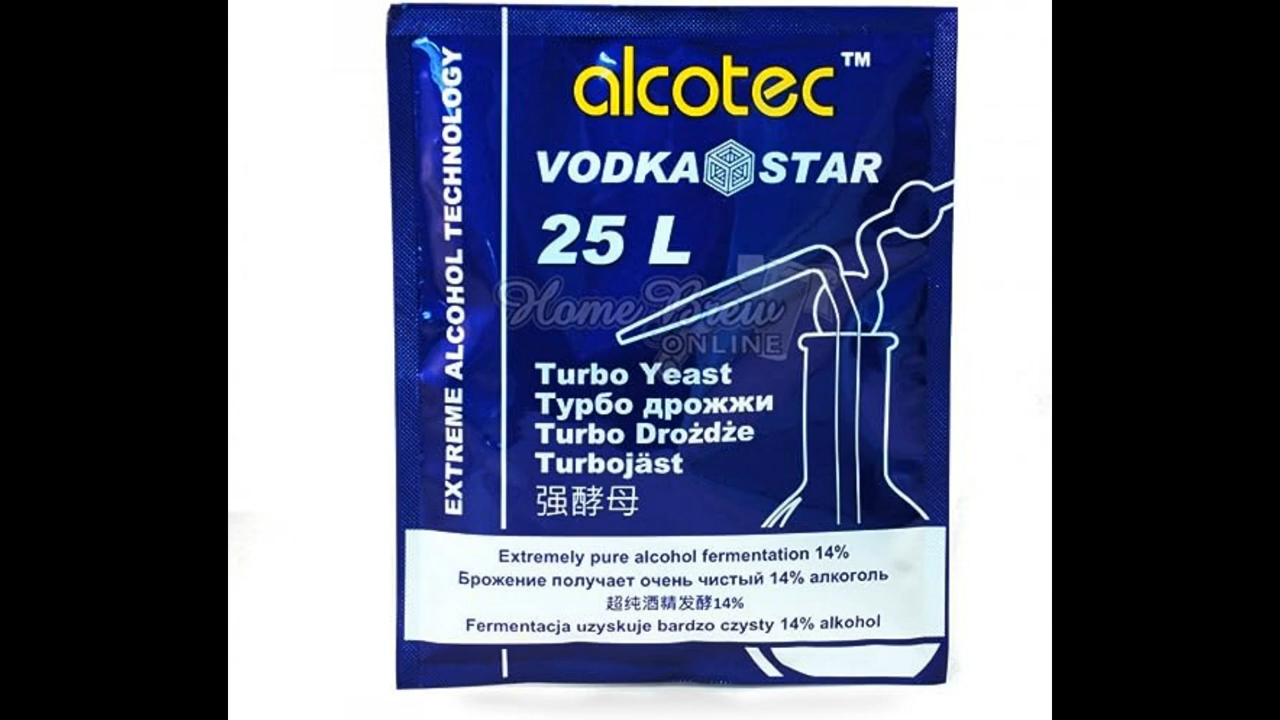 EXTREME ALCOHOL TECHNOLOGY
alcotec™
VODKA STAR
25 L
Home Brew
ONLINE
Turbo Yeast
Турбо дрожжи
Turbo Drożdże
Turbojäst
强酵母
Extremely pure alcohol fermentation 14%
Брожение получает очень чистый 14% алкоголь
超纯酒精发酵14%
Fermentacja uzyskuje bardzo czysty 14% alkohol